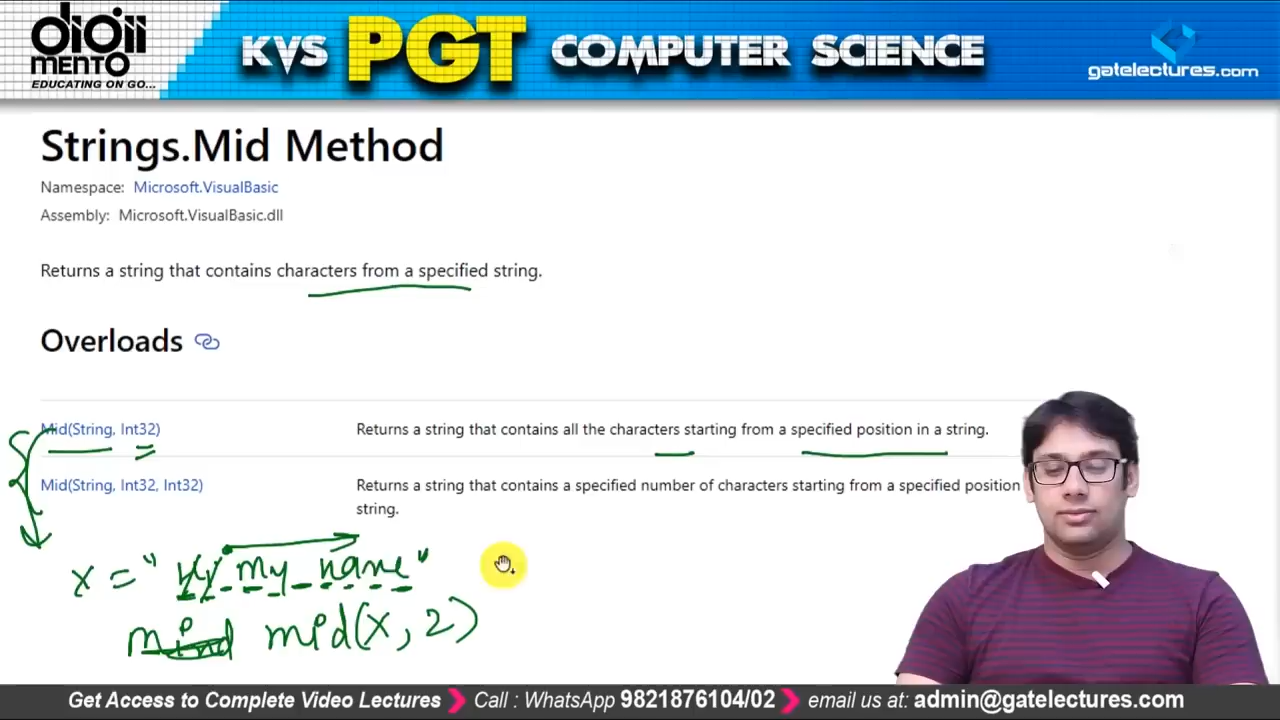 digii
MENTO
EDUCATING ON GO...
KVS PGT COMPUTER SCIENCE
gatelectures.com
Strings.Mid Method
Namespace: Microsoft.VisualBasic
Assembly: Microsoft.VisualBasic.dll
Returns a string that contains characters from a specified string.
Overloads
Mid(String, Int32) Returns a string that contains all the characters starting from a specified position in a string.
Mid(String, Int32, Int32) Returns a string that contains a specified number of characters starting from a specified position
string.
x = " my name"
mid(x, 2)
Get Access to Complete Video Lectures Call : WhatsApp 9821876104/02 email us at: admin@gatelectures.com